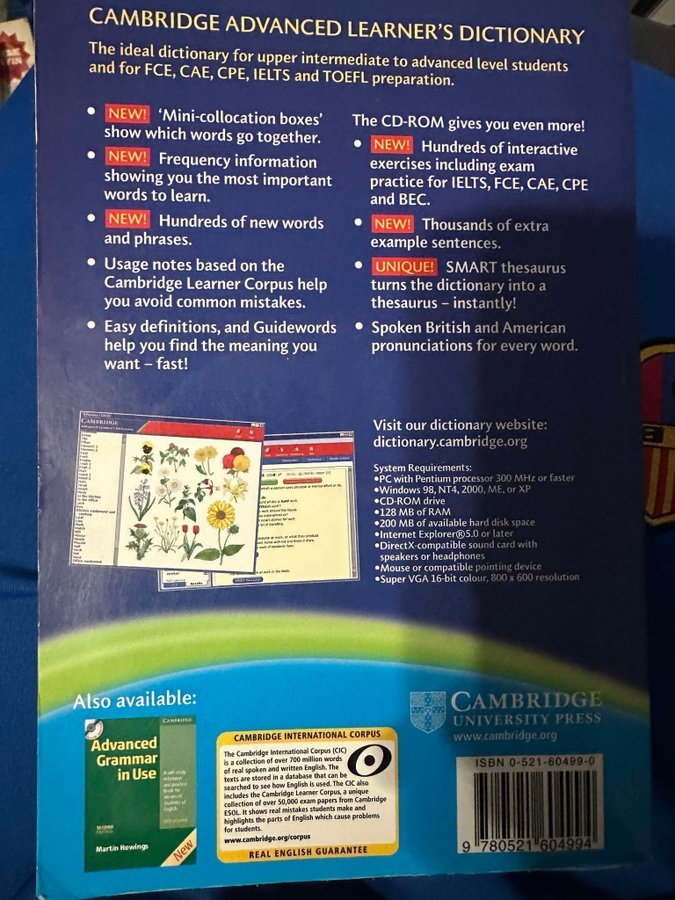 CAMBRIDGE ADVANCED LEARNER'S DICTIONARY
The ideal dictionary for upper intermediate to advanced level students
and for FCE, CAE, CPE, IELTS and TOEFL preparation.
• NEW! 'Mini-collocation boxes'
show which words go together.
• NEW! Frequency information
showing you the most important
words to learn.
• NEW! Hundreds of new words
and phrases.
• Usage notes based on the
Cambridge Learner Corpus help
you avoid common mistakes.
• Easy definitions, and Guidewords
help you find the meaning you
want – fast!
The CD-ROM gives you even more!
• NEW! Hundreds of interactive
exercises including exam
practice for IELTS, FCE, CAE, CPE
and BEC.
• NEW! Thousands of extra
example sentences.
• UNIQUE! SMART thesaurus
turns the dictionary into a
thesaurus – instantly!
• Spoken British and American
pronunciations for every word.
CAMBRIDGE
Visit our dictionary website:
dictionary.cambridge.org
System Requirements:
•PC with Pentium processor 300 MHz or faster
•Windows 98, NT4, 2000, ME, or XP
•CD-ROM drive
•128 MB of RAM
•200 MB of available hard disk space
•Internet Explorer®5.0 or later
•DirectX-compatible sound card with
speakers or headphones
•Mouse or compatible pointing device
•Super VGA 16-bit colour, 800 x 600 resolution
Also available:
CAMBRIDGE
Advanced
Grammar
in Use
Martin Hewings
New
CAMBRIDGE INTERNATIONAL CORPUS
The Cambridge International Corpus (CIC)
is a collection of over 700 million words
of real spoken and written English. The
texts are stored in a database that can be
searched to see how English is used. The CIC also
includes the Cambridge Learner Corpus, a unique
collection of over 50,000 exam papers from Cambridge
ESOL. It shows real mistakes students make and
highlights the parts of English which cause problems
for students.
www.cambridge.org/corpus
REAL ENGLISH GUARANTEE
CAMBRIDGE
UNIVERSITY PRESS
www.cambridge.org
ISBN 0-521-60499-0
9 780521 604994